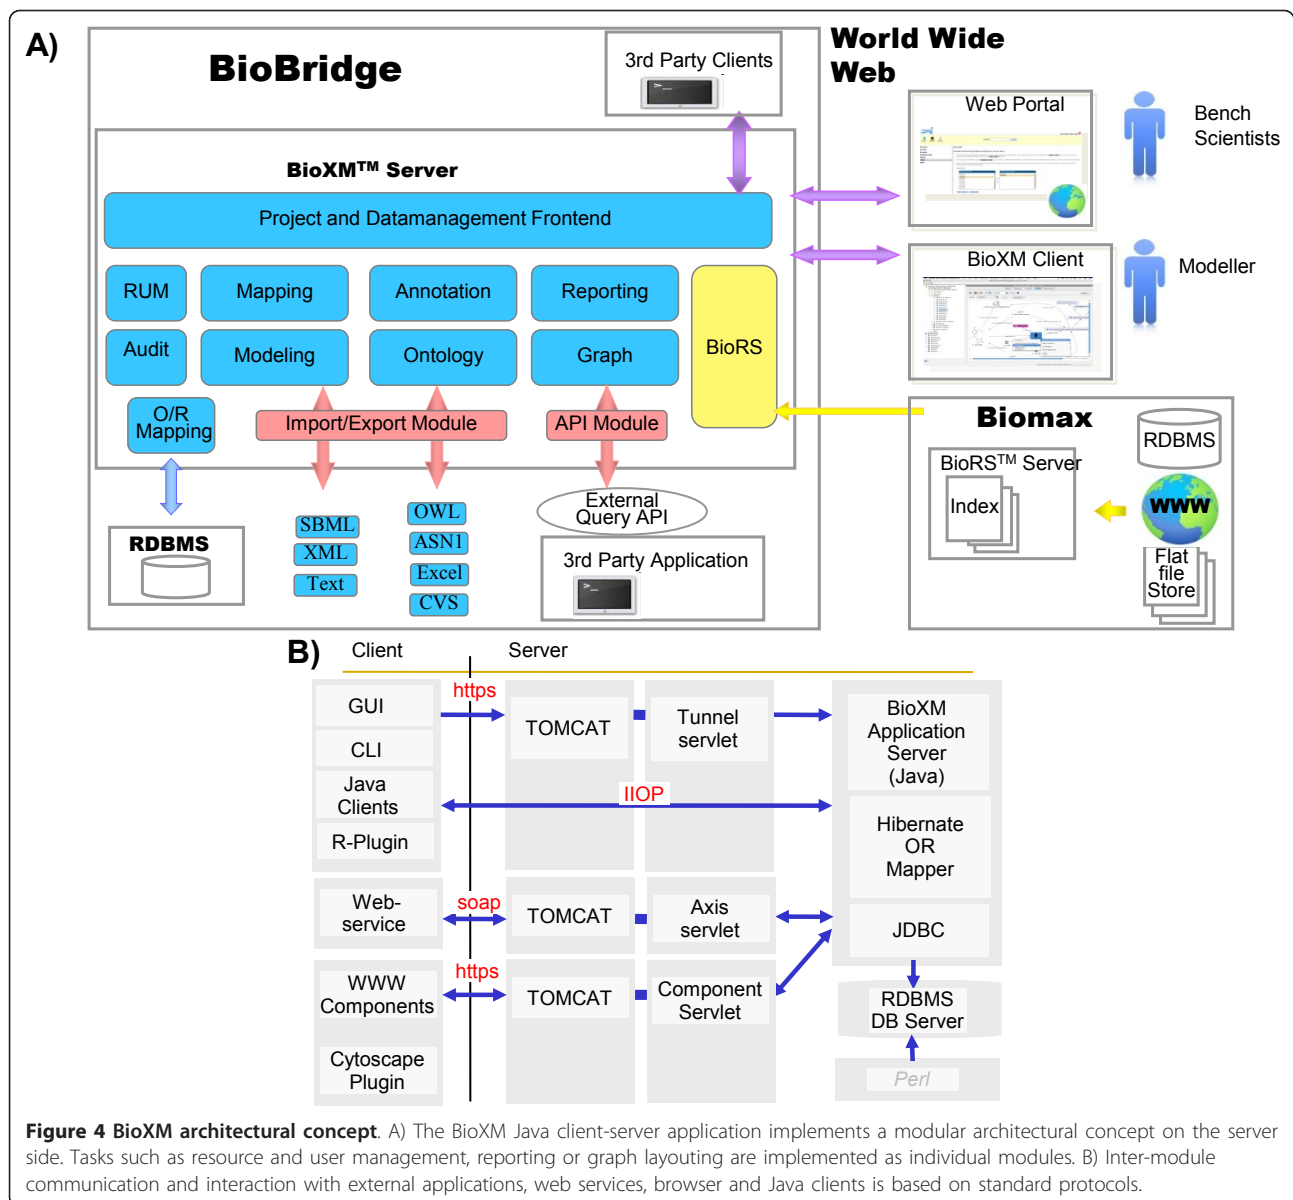 A)
BioBridge
3rd Party Clients
World Wide
Web
Web Portal
Bench
Scientists
BioXM™ Server
Project and Datamanagement Frontend
BioXM Client
Modeller
RUM
Mapping
Annotation
Reporting
BioRS
Audit
Modeling
Ontology
Graph
O/R
Mapping
Import/Export Module
API Module
Biomax
RDBMS
BioRS™ Server
Index
WWW
Flat
file
Store
External
Query API
RDBMS
SBML
XML
Text
OWL
ASN1
Excel
CVS
3rd Party Application
B)
Client
Server
https
GUI
CLI
Java
Clients
R-Plugin
TOMCAT
Tunnel
servlet
BioXM
Application
Server
(Java)
IIOP
Hibernate
OR
Mapper
Web-
service
soap
TOMCAT
Axis
servlet
JDBC
https
WWW
Components
TOMCAT
Component
Servlet
RDBMS
DB Server
Cytoscape
Plugin
Perl
Figure 4 BioXM architectural concept. A) The BioXM Java client-server application implements a modular architectural concept on the server
side. Tasks such as resource and user management, reporting or graph layouting are implemented as individual modules. B) Inter-module
communication and interaction with external applications, web services, browser and Java clients is based on standard protocols.